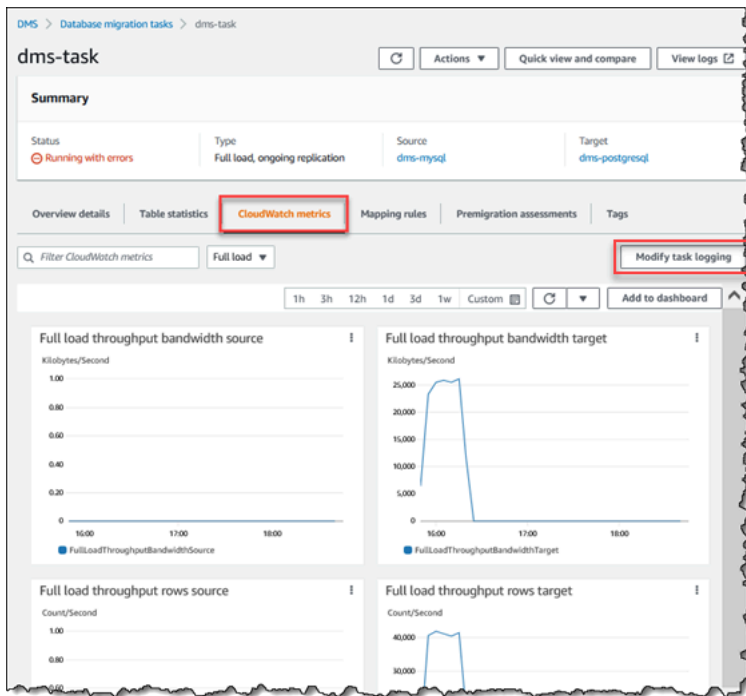 DMS > Database migration tasks > dms-task
dms-task
Actions ▼ Quick view and compare View logs
Summary
Status Type Source Target
Running with errors Full load, ongoing replication dms-mysql dms-postgresql
Overview details Table statistics CloudWatch metrics Mapping rules Premigration assessments Tags
Filter CloudWatch metrics Full load ▼ Modify task logging
1h 3h 12h 1d 3d 1w Custom ▼ Add to dashboard
Full load throughput bandwidth source
Kilobytes/Second
1.00
0.80
0.60
0.40
0.20
0
16:00 17:00 18:00
FullLoadThroughputBandwidthSource
Full load throughput bandwidth target
Kilobytes/Second
25,000
20,000
15,000
10,000
5,000
0
16:00 17:00 18:00
FullLoadThroughputBandwidthTarget
Full load throughput rows source
Count/Second
1.00
0.80
0.60
Full load throughput rows target
Count/Second
40,000
30,000